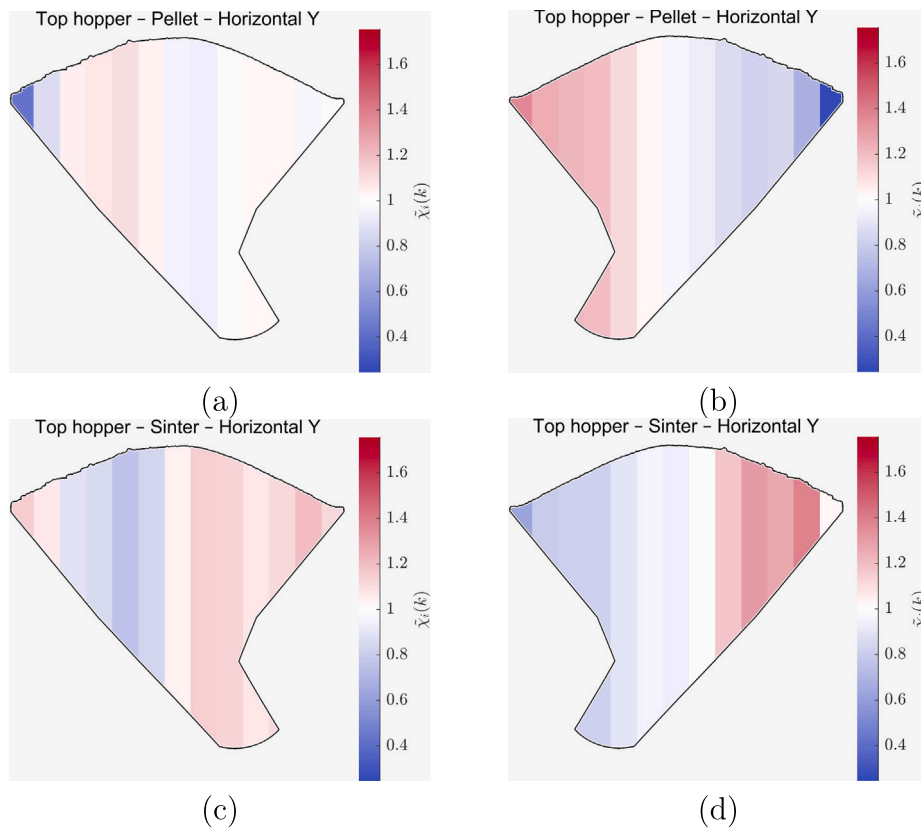 Top hopper – Pellet – Horizontal Y
1.6
1.4
1.2
1
0.8
0.6
0.4
χ̃ᵢ(k)
(a)
Top hopper – Pellet – Horizontal Y
1.6
1.4
1.2
1
0.8
0.6
0.4
χ̃ᵢ(k)
(b)
Top hopper – Sinter – Horizontal Y
1.6
1.4
1.2
1
0.8
0.6
0.4
χ̃ᵢ(k)
(c)
Top hopper – Sinter – Horizontal Y
1.6
1.4
1.2
1
0.8
0.6
0.4
χ̃ᵢ(k)
(d)